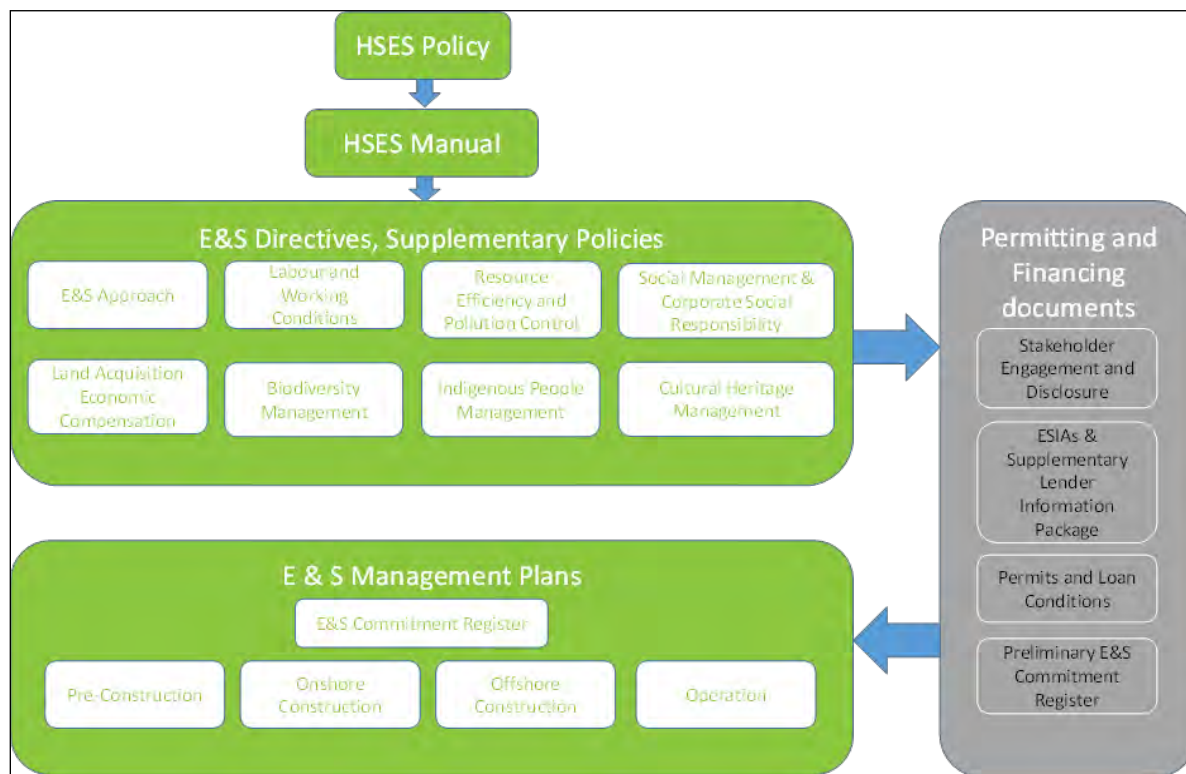 HSES Policy
HSES Manual
E&S Directives, Supplementary Policies
E&S Approach
Labour and
Working
Conditions
Resource
Efficiency and
Pollution Control
Social Management &
Corporate Social
Responsibility
Land Acquisition
Economic
Compensation
Biodiversity
Management
Indigenous People
Management
Cultural Heritage
Management
Permitting and
Financing
documents
Stakeholder
Engagement and
Disclosure
ESIAs &
Supplementary
Lender
Information
Package
Permits and Loan
Conditions
Preliminary E&S
Commitment
Register
E & S Management Plans
E&S Commitment Register
Pre-Construction
Onshore
Construction
Offshore
Construction
Operation